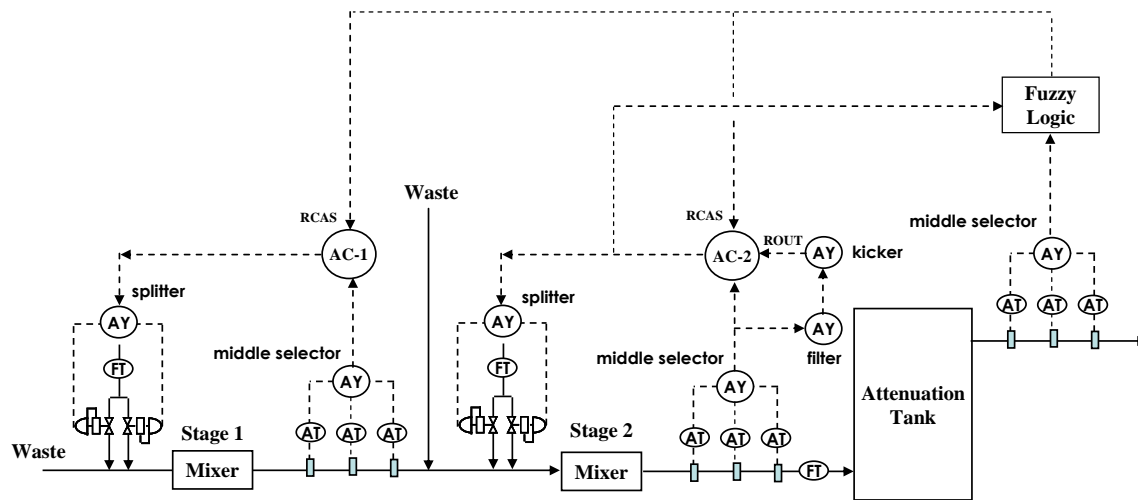 Fuzzy
Logic
Waste
RCAS
RCAS
middle selector
ROUT
AC-1
AC-2
AY
kicker
AY
splitter
splitter
AT
AT
AT
AY
AY
AY
filter
middle selector
middle selector
FT
FT
AY
AY
Attenuation
Tank
Stage 1
Stage 2
AT
AT
AT
AT
AT
AT
Waste
Mixer
Mixer
FT